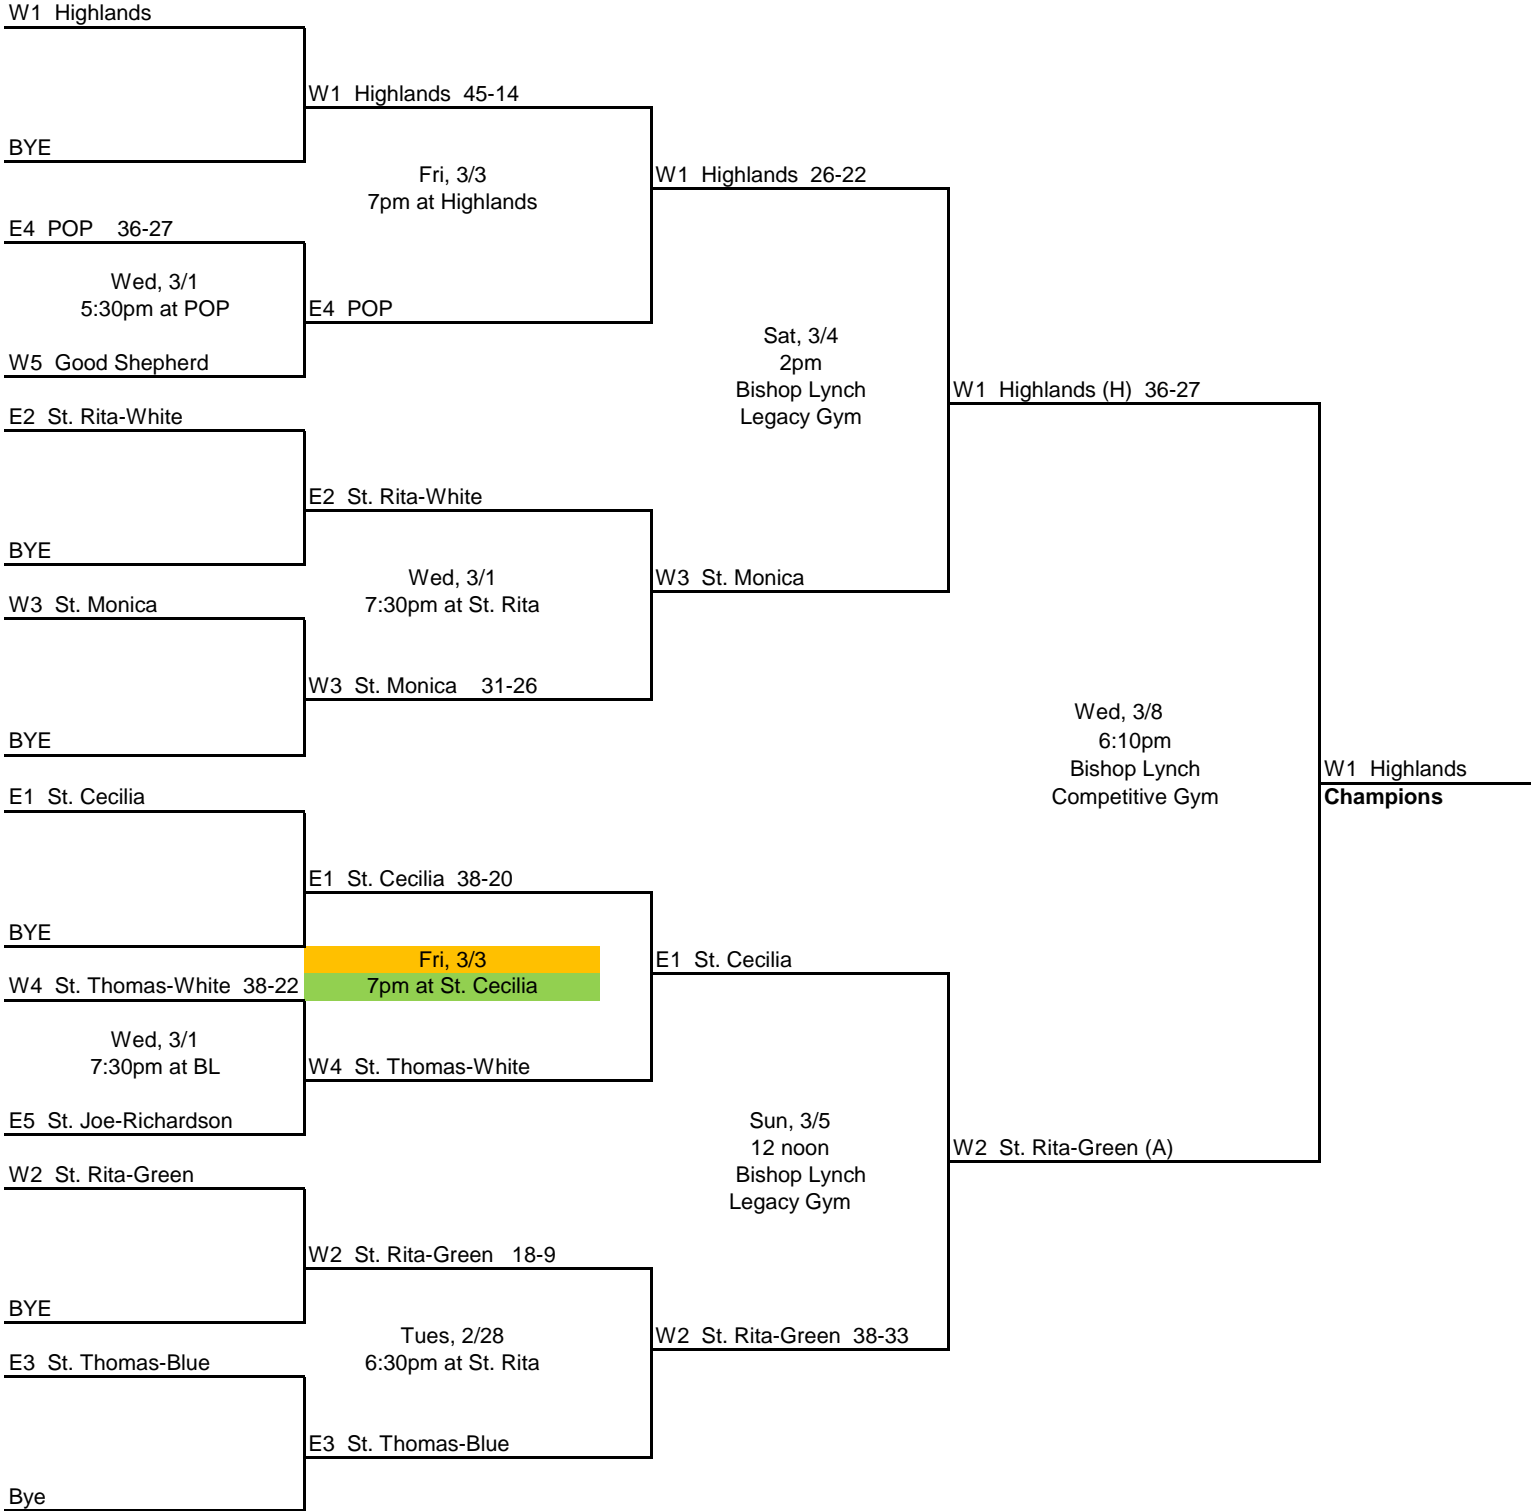 W1  Highlands
W1  Highlands  45-14
BYE
Fri, 3/3
7pm at Highlands
W1  Highlands  26-22
E4  POP    36-27
Wed, 3/1
5:30pm at POP
E4  POP
W5  Good Shepherd
Sat, 3/4
2pm
Bishop Lynch
Legacy Gym
W1  Highlands (H)  36-27
E2  St. Rita-White
E2  St. Rita-White
BYE
Wed, 3/1
7:30pm at St. Rita
W3  St. Monica
W3  St. Monica
W3  St. Monica    31-26
BYE
Wed, 3/8
6:10pm
Bishop Lynch
Competitive Gym
W1  Highlands
Champions
E1  St. Cecilia
E1  St. Cecilia  38-20
BYE
Fri, 3/3
7pm at St. Cecilia
E1  St. Cecilia
W4  St. Thomas-White  38-22
Wed, 3/1
7:30pm at BL
W4  St. Thomas-White
E5  St. Joe-Richardson
Sun, 3/5
12 noon
Bishop Lynch
Legacy Gym
W2  St. Rita-Green (A)
W2  St. Rita-Green
W2  St. Rita-Green   18-9
BYE
Tues, 2/28
6:30pm at St. Rita
W2  St. Rita-Green  38-33
E3  St. Thomas-Blue
E3  St. Thomas-Blue
Bye